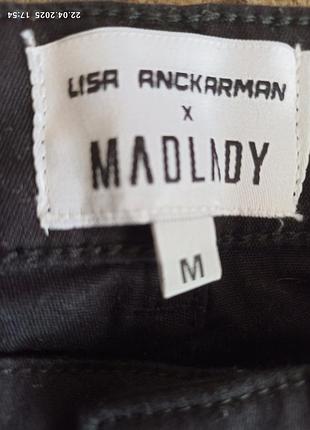 22.04.2025 17:54
LISA ANCKARMAN
X
MADLADY
M